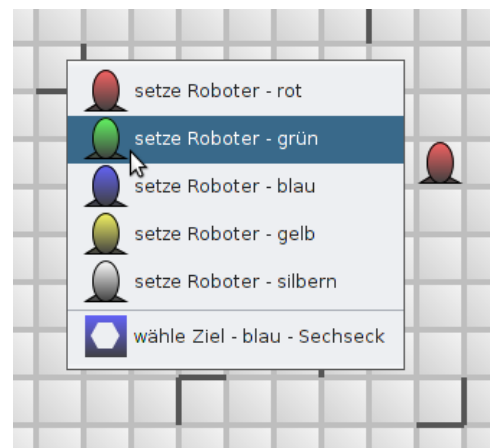 setze Roboter - rot
setze Roboter - grün
setze Roboter - blau
setze Roboter - gelb
setze Roboter - silbern
wähle Ziel - blau - Sechseck